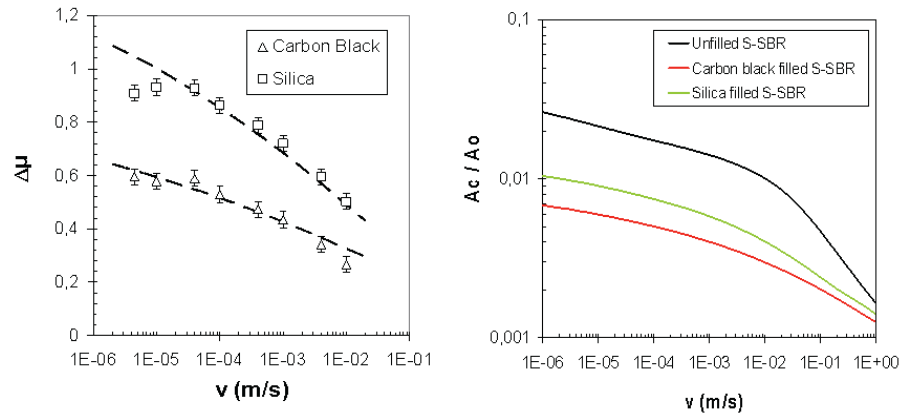 1,2
1
0,8
0,6
0,4
0,2
0
Δμ
Carbon Black
Silica
1E-06 1E-05 1E-04 1E-03 1E-02 1E-01
v (m/s)
0,1
0,01
0,001
Ac / Ao
Unfilled S-SBR
Carbon black filled S-SBR
Silica filled S-SBR
1E-06 1E-05 1E-04 1E-03 1E-02 1E-01 1E+00
v (m/s)